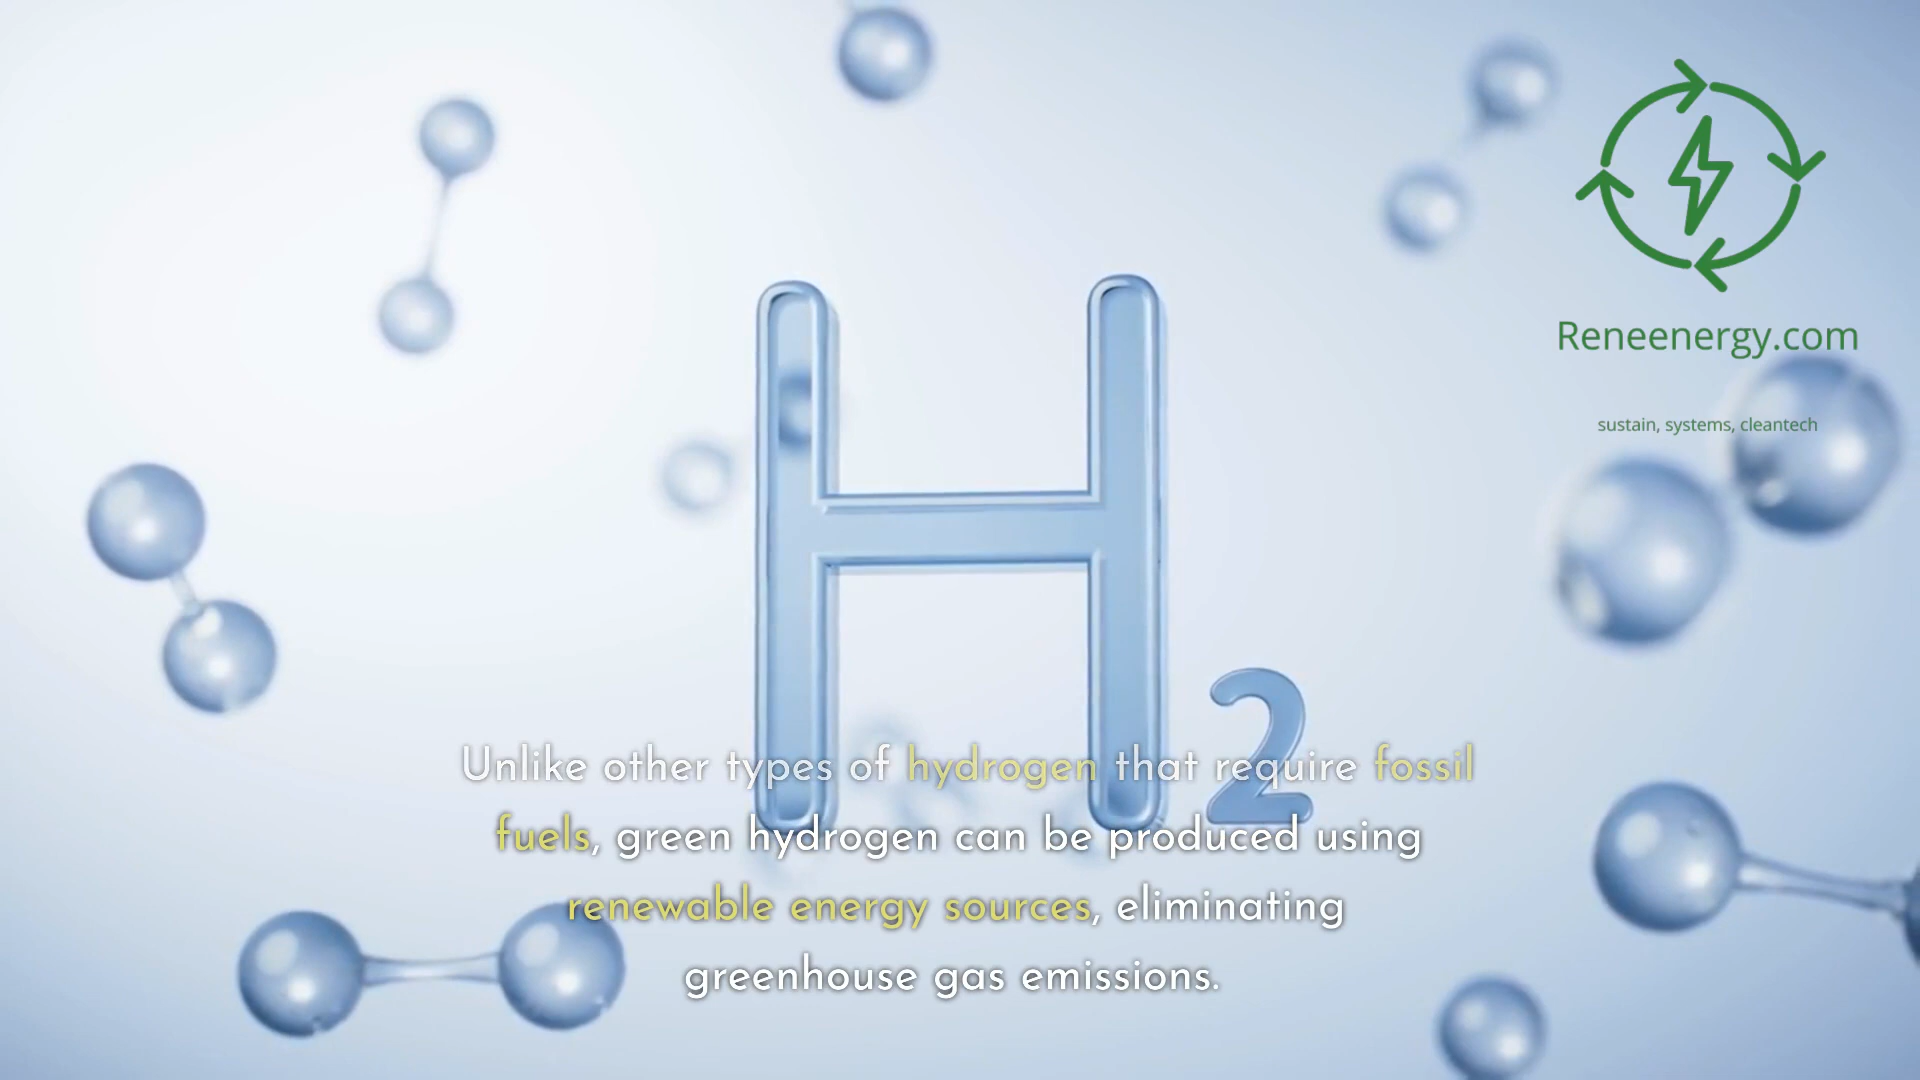 Reneenergy.com
sustain, systems, cleantech
H2
Unlike other types of hydrogen that require fossil
fuels, green hydrogen can be produced using
renewable energy sources, eliminating
greenhouse gas emissions.